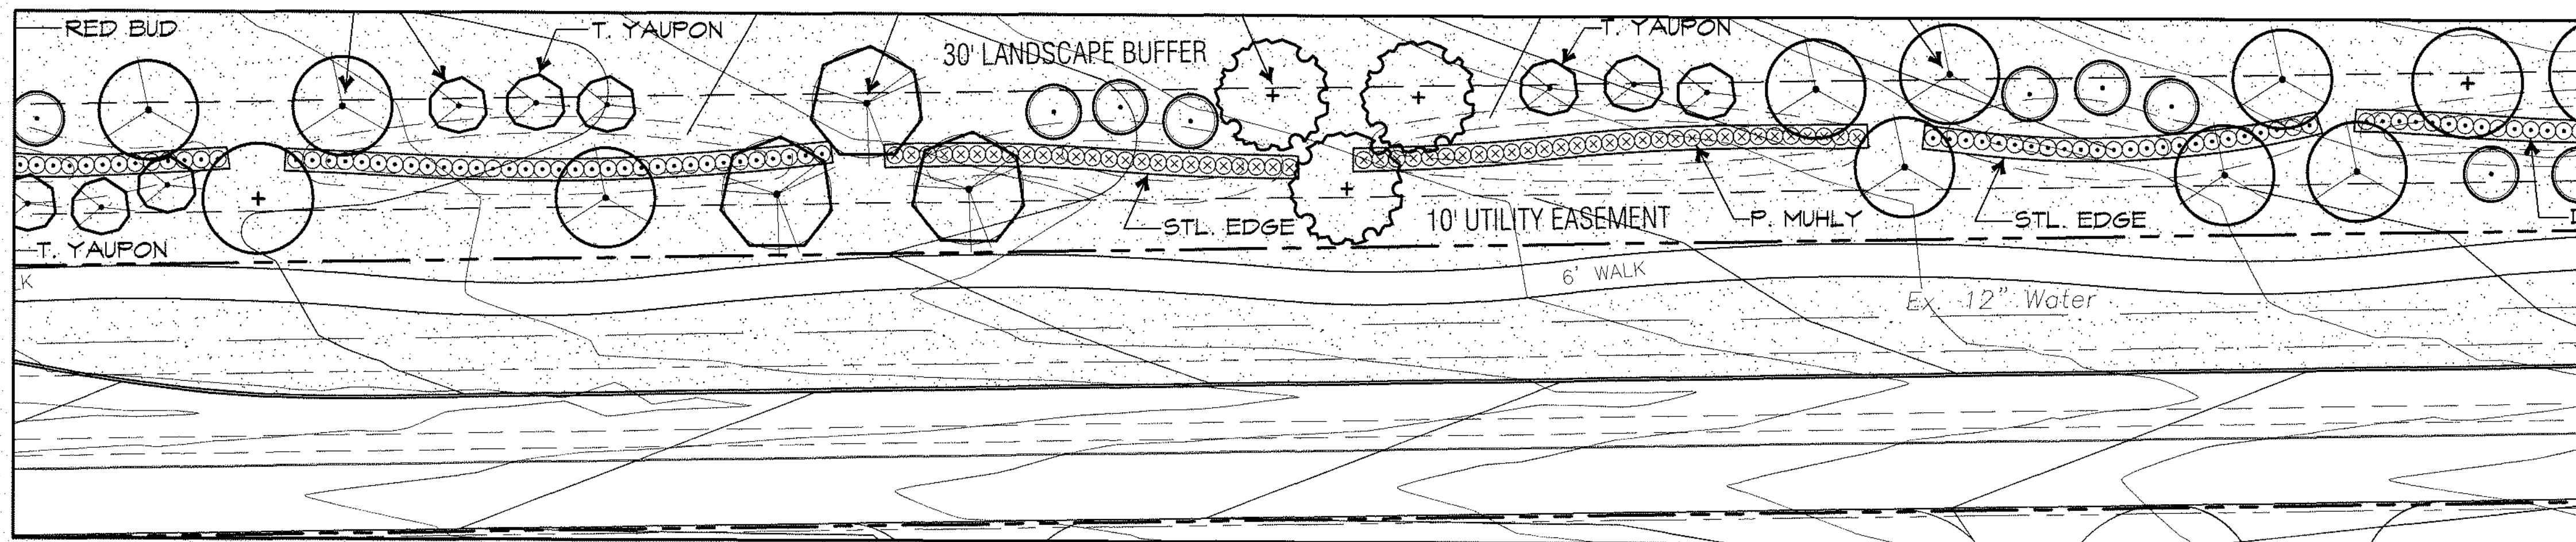 RED BUD
T. YAUPON
30' LANDSCAPE BUFFER
T. YAUPON
T. YAUPON
STL. EDGE
10' UTILITY EASEMENT
P. MUHLY
STL. EDGE
6' WALK
Ex. 12" Water